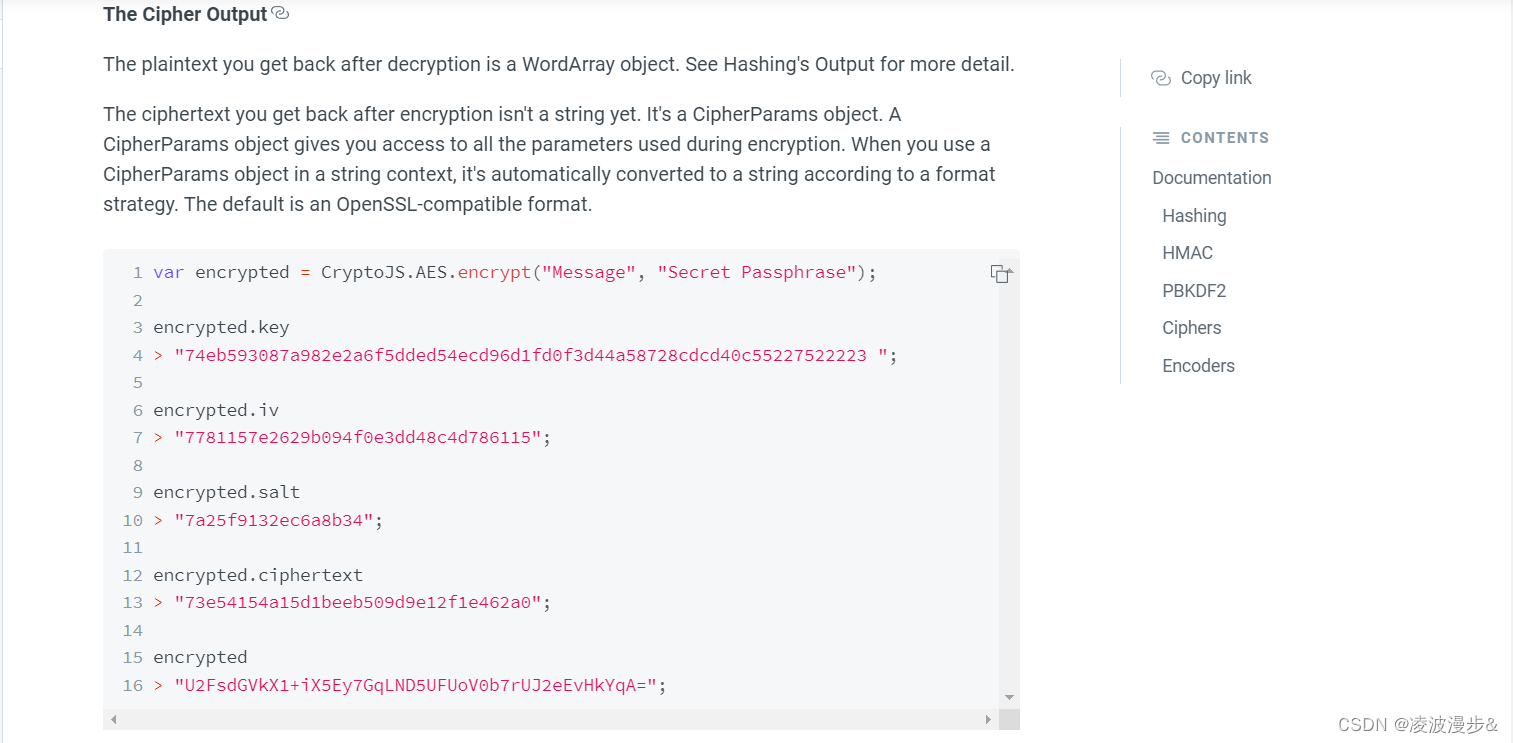 The Cipher Output
The plaintext you get back after decryption is a WordArray object. See Hashing's Output for more detail.
The ciphertext you get back after encryption isn't a string yet. It's a CipherParams object. A
CipherParams object gives you access to all the parameters used during encryption. When you use a
CipherParams object in a string context, it's automatically converted to a string according to a format
strategy. The default is an OpenSSL-compatible format.
1 var encrypted = CryptoJS.AES.encrypt("Message", "Secret Passphrase");
2
3 encrypted.key
4 > "74eb593087a982e2a6f5dded54ecd96d1fd0f3d44a58728cdcd40c55227522223 ";
5
6 encrypted.iv
7 > "7781157e2629b094f0e3dd48c4d786115";
8
9 encrypted.salt
10 > "7a25f9132ec6a8b34";
11
12 encrypted.ciphertext
13 > "73e54154a15d1beeb509d9e12f1e462a0";
14
15 encrypted
16 > "U2FsdGVkX1+iX5Ey7GqLND5UFUoV0b7rUJ2eEvHkYqA=";
Copy link
CONTENTS
Documentation
Hashing
HMAC
PBKDF2
Ciphers
Encoders
CSDN @凌波漫步&